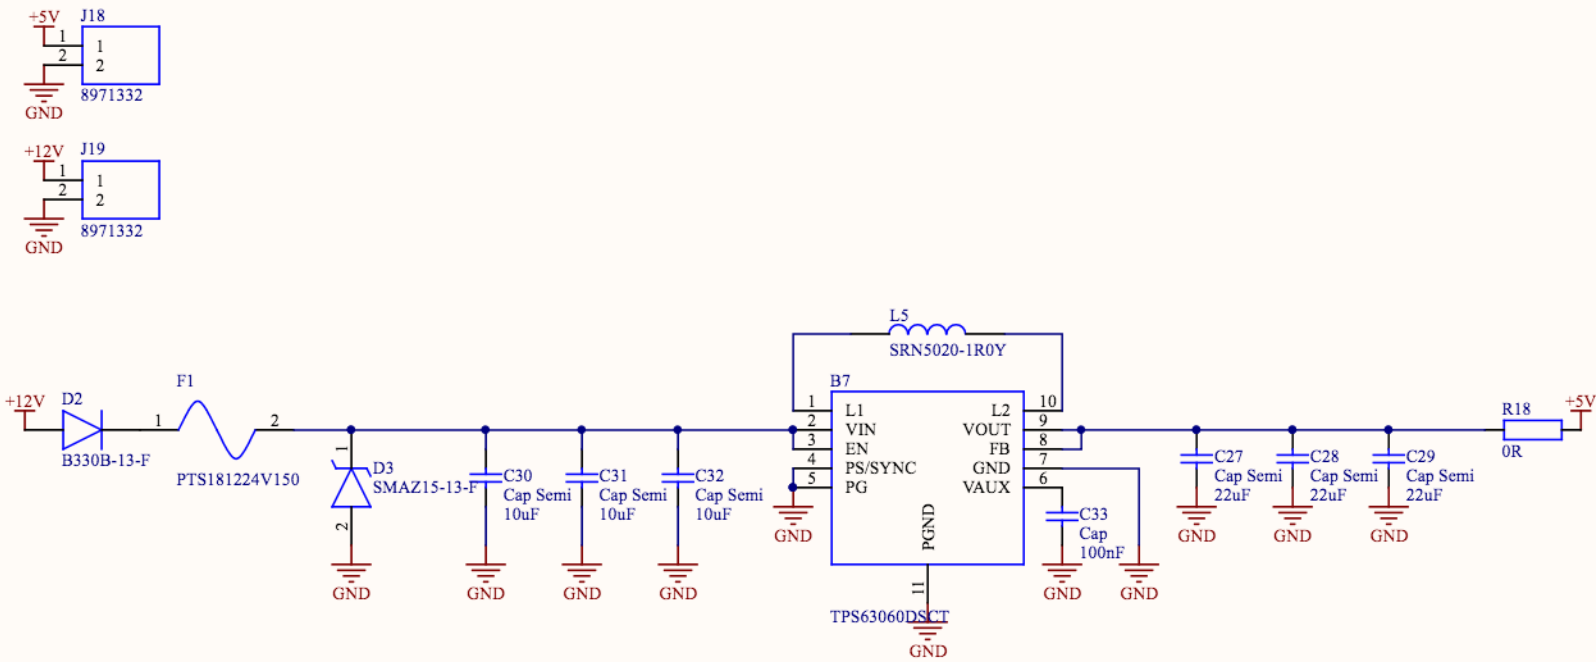 +5V
J18
1
1
2
2
8971332
GND
+12V
J19
1
1
2
2
8971332
GND
L5
SRN5020-1R0Y
+12V
D2
B330B-13-F
F1
1
2
PTS181224V150
1
D3
SMAZ15-13-F
2
GND
C30
Cap Semi
10uF
GND
C31
Cap Semi
10uF
GND
C32
Cap Semi
10uF
GND
B7
1
L1
2
VIN
3
EN
4
PS/SYNC
5
PG
GND
L2
10
VOUT
9
FB
8
GND
7
VAUX
6
PGND
11
TPS63060DSCT
GND
C33
Cap
100nF
GND
GND
C27
Cap Semi
22uF
GND
C28
Cap Semi
22uF
GND
C29
Cap Semi
22uF
GND
R18
0R
+5V